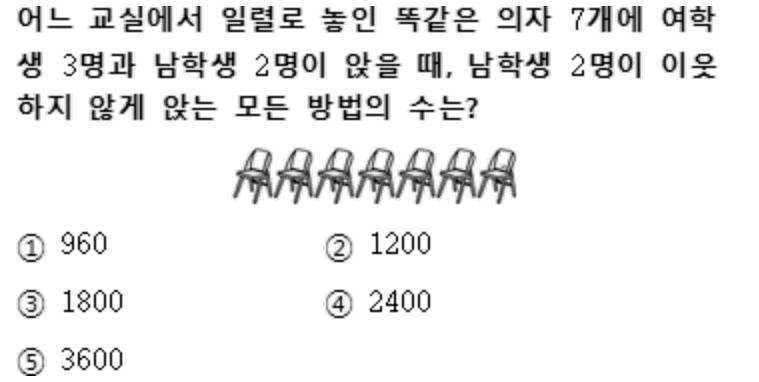 어느 교실에서 일렬로 놓인 똑같은 의자 7개에 여학
생 3명과 남학생 2명이 앉을 때, 남학생 2명이 이웃
하지 않게 앉는 모든 방법의 수는?
① 960 ② 1200
③ 1800 ④ 2400
⑤ 3600